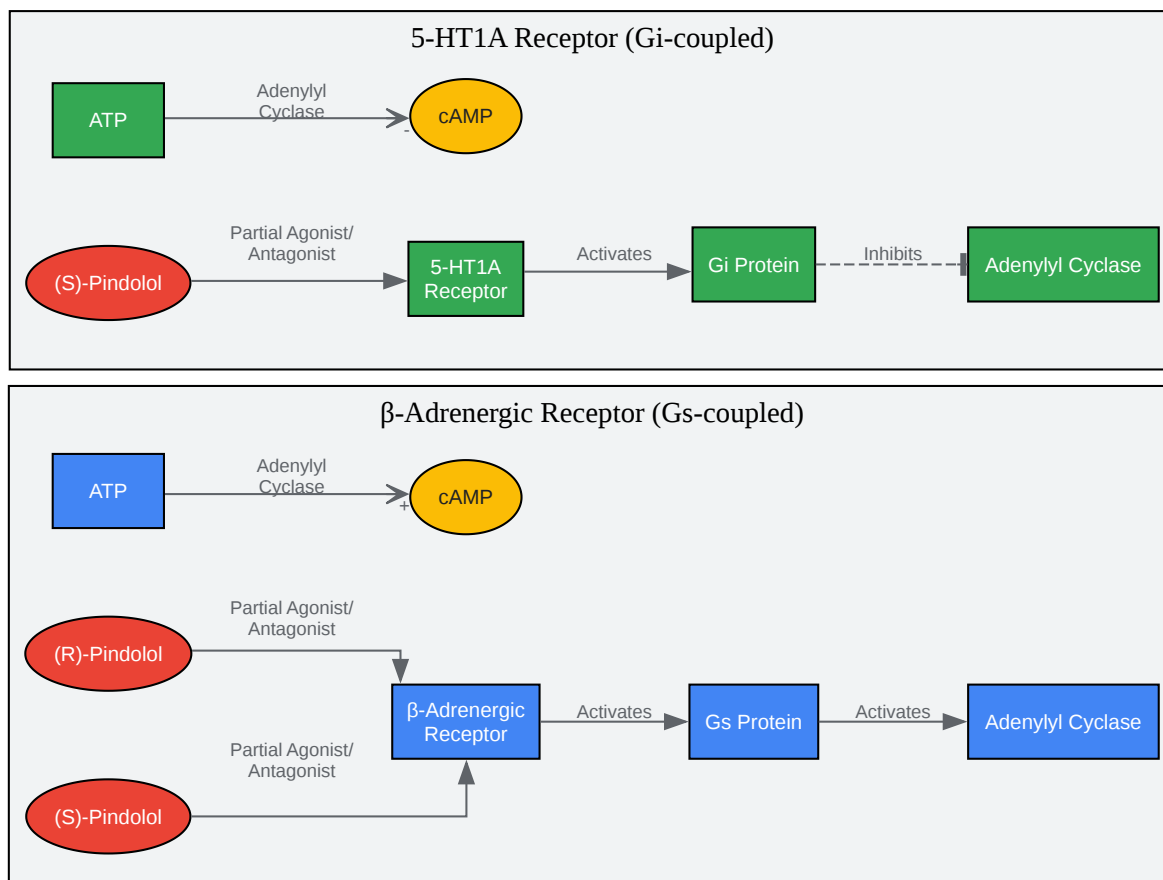 5-HT1A Receptor (Gi-coupled)
ATP
Adenylyl
Cyclase
-
cAMP
(S)-Pindolol
Partial Agonist/
Antagonist
5-HT1A
Receptor
Activates
Gi Protein
Inhibits
Adenylyl Cyclase
β-Adrenergic Receptor (Gs-coupled)
ATP
Adenylyl
Cyclase
+
cAMP
(R)-Pindolol
Partial Agonist/
Antagonist
β-Adrenergic
Receptor
Activates
Gs Protein
Activates
Adenylyl Cyclase
Partial Agonist/
Antagonist
(S)-Pindolol